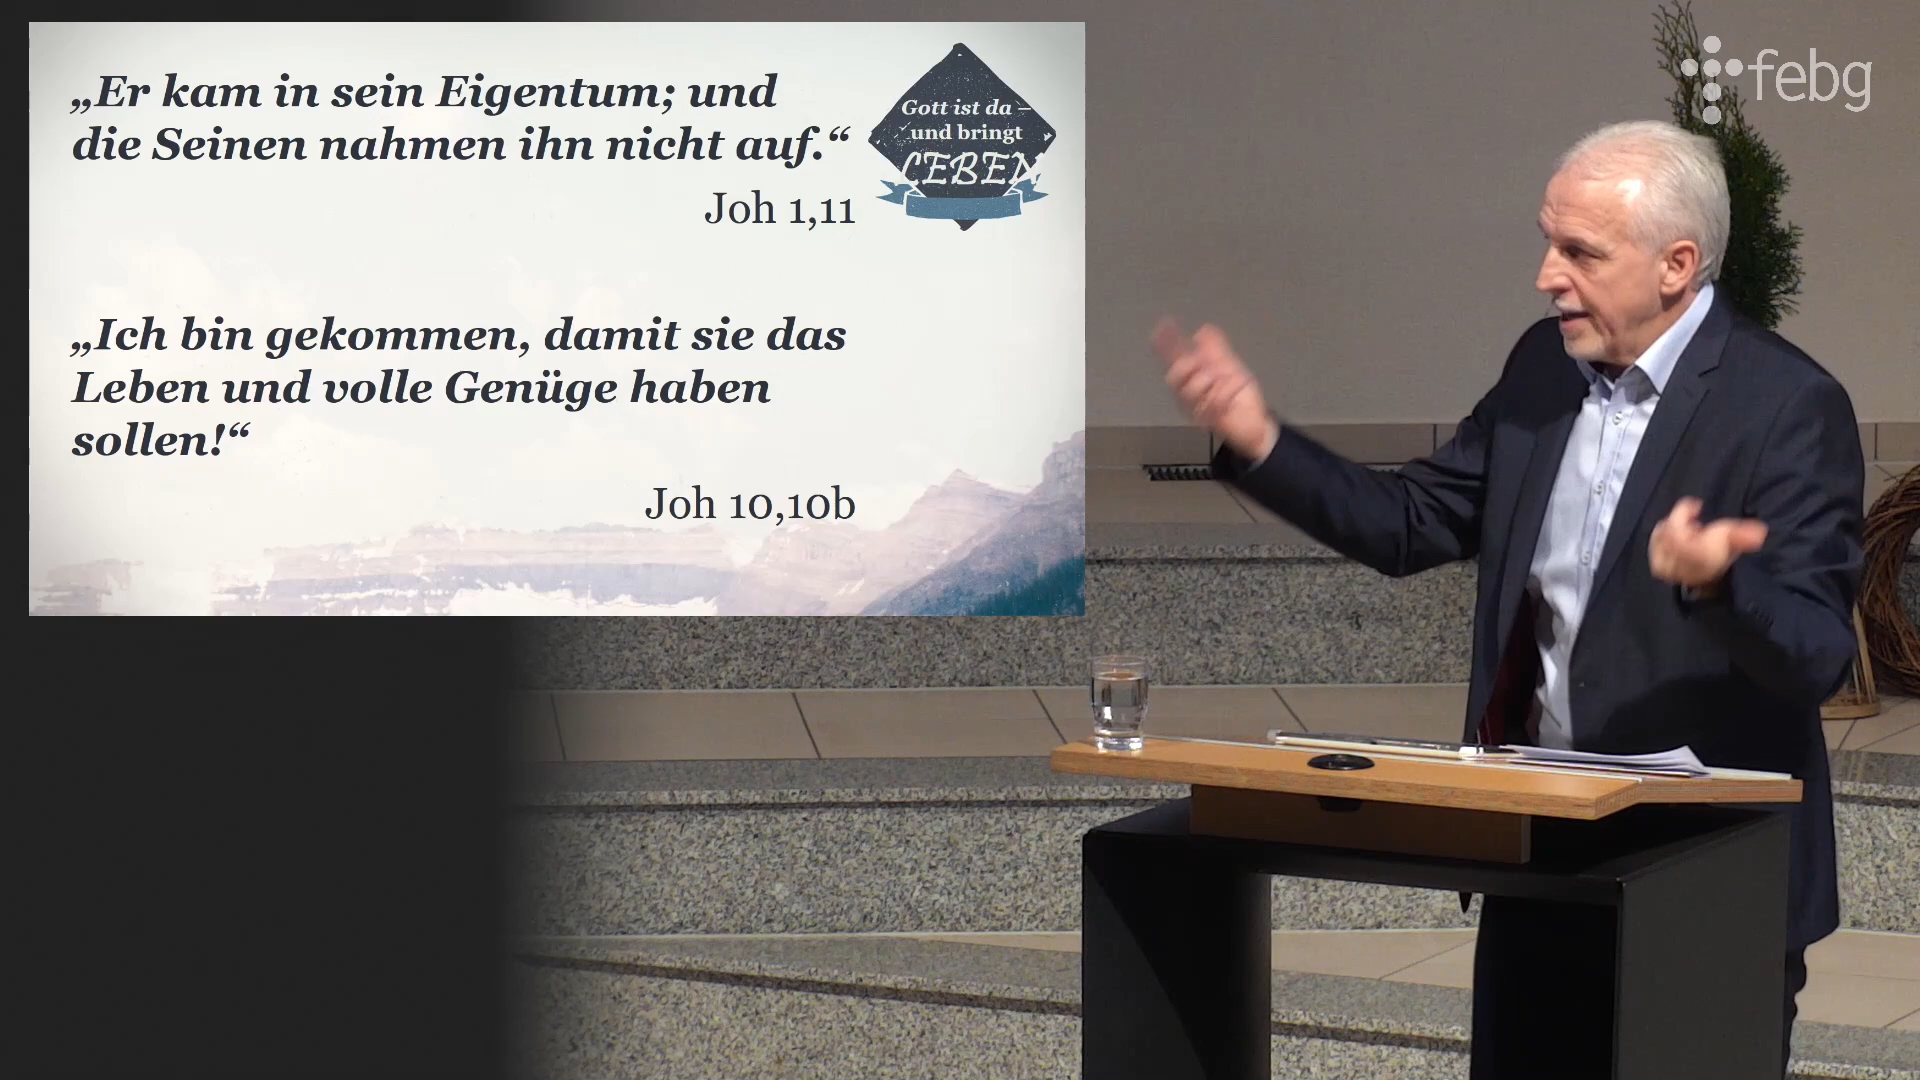 „Er kam in sein Eigentum; und
die Seinen nahmen ihn nicht auf.“
Joh 1,11
Gott ist da –
und bringt
LEBEN
„Ich bin gekommen, damit sie das
Leben und volle Genüge haben
sollen!“
Joh 10,10b
febg